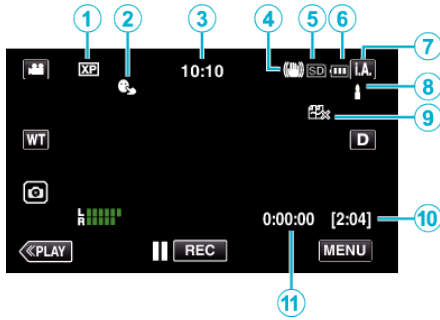 1 2 3 4 5 6 7
XP 10:10 SD i.A.
8
9
WT D
L
R
0:00:00 [2:04] 10
≪PLAY REC MENU
11